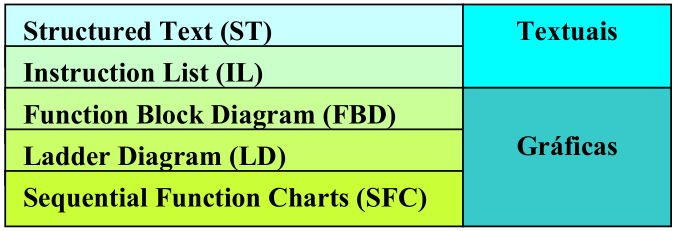 Structured Text (ST)
Textuais
Instruction List (IL)
Function Block Diagram (FBD)
Gráficas
Ladder Diagram (LD)
Sequential Function Charts (SFC)